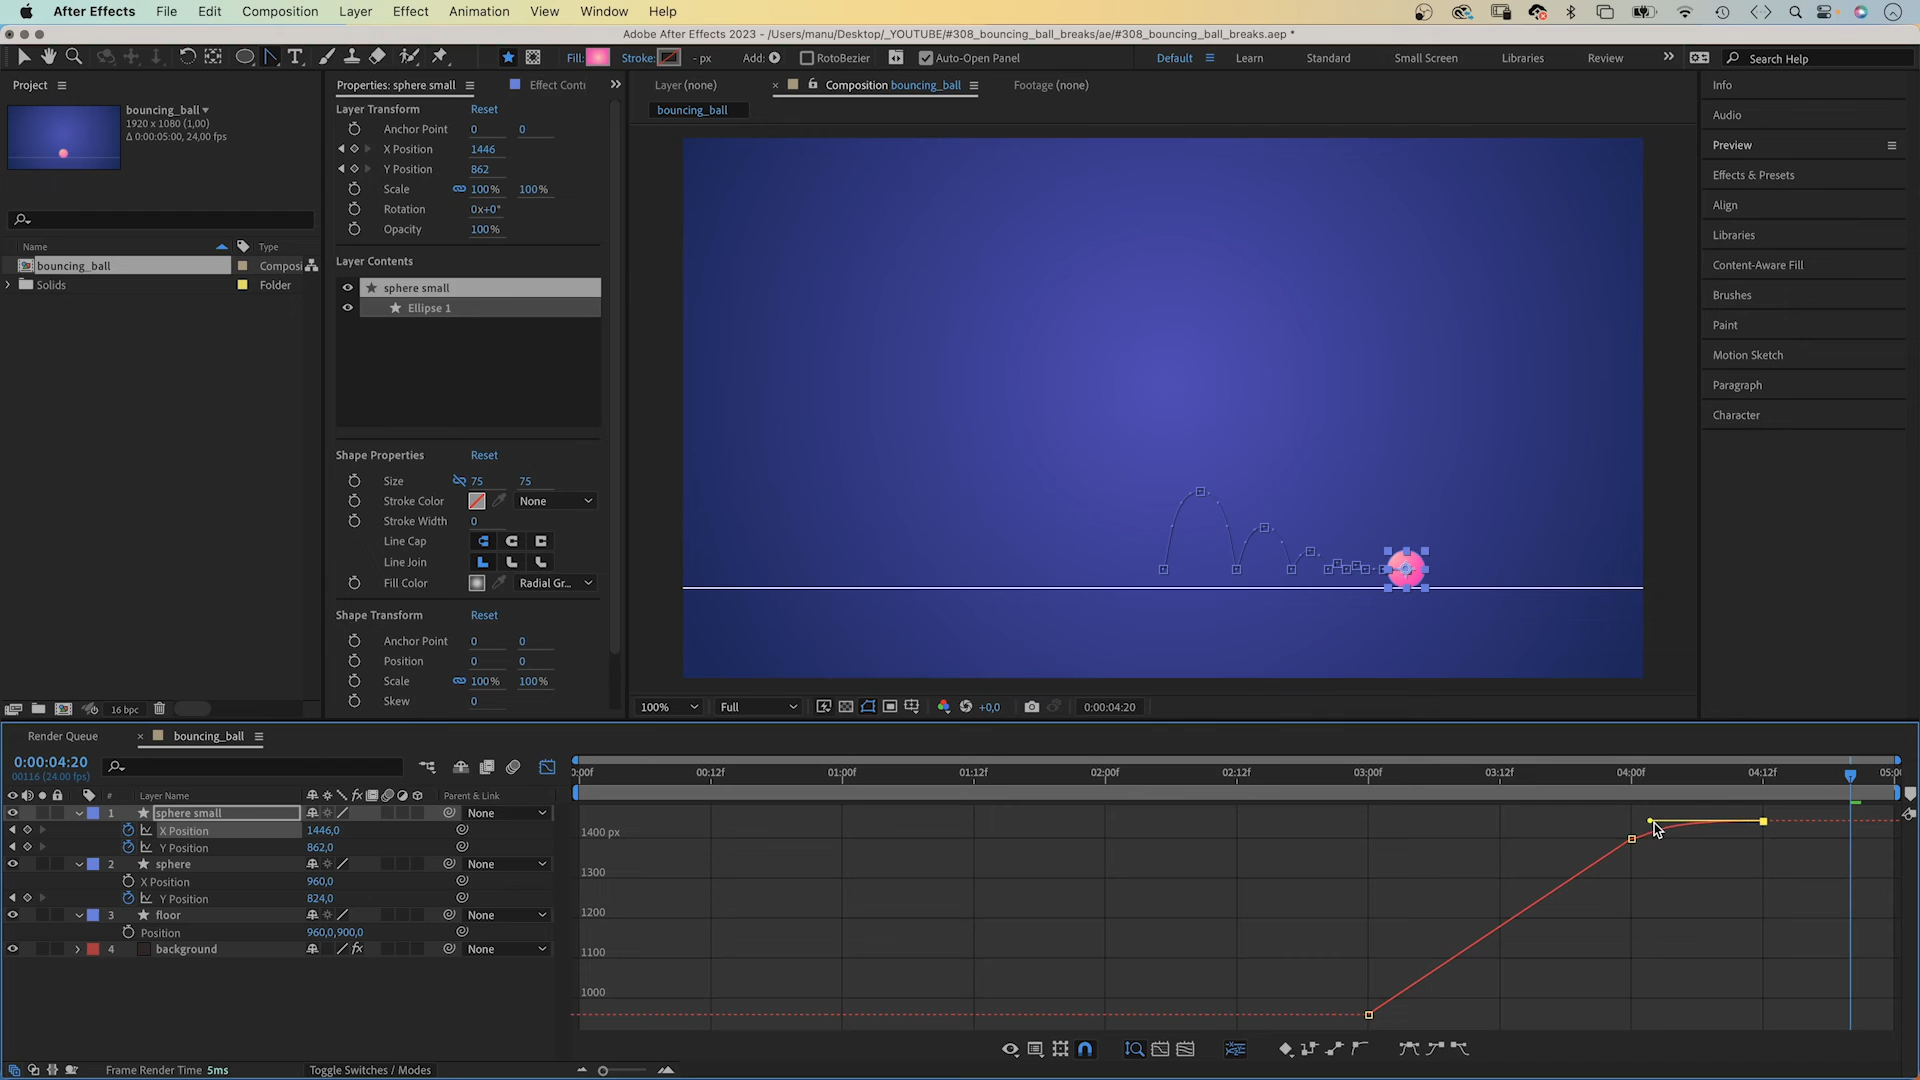 After Effects File Edit Composition Layer Effect Animation View Window Help
Adobe After Effects 2023 - /Users/manu/Desktop/_YOUTUBE/#308_bouncing_ball_breaks/ae/#308_bouncing_ball_breaks.aep *
Fill: Stroke: - px Add: RotoBezier Auto-Open Panel Default Learn Standard Small Screen Libraries Review Search Help
Project
bouncing_ball
1920 x 1080 (1,00)
Δ 0:00:05:00, 24,00 fps
Name Type
bouncing_ball Composi
Solids Folder
16 bpc
Properties: sphere small Effect Conti
Layer Transform Reset
Anchor Point 0 0
X Position 1446
Y Position 862
Scale 100% 100%
Rotation 0x+0°
Opacity 100%
Layer Contents
sphere small
Ellipse 1
Shape Properties Reset
Size 75 75
Stroke Color None
Stroke Width 0
Line Cap
Line Join
Fill Color Radial Gr...
Shape Transform Reset
Anchor Point 0 0
Position 0 0
Scale 100% 100%
Skew 0
Layer (none) Composition bouncing_ball Footage (none)
bouncing_ball
100% Full +0,0 0:00:04:20
Info
Audio
Preview
Effects & Presets
Align
Libraries
Content-Aware Fill
Brushes
Paint
Motion Sketch
Paragraph
Character
Render Queue bouncing_ball
0:00:04:20
00116 (24.00 fps)
# Layer Name Parent & Link
1 sphere small None
X Position 1446,0
Y Position 862,0
2 sphere None
X Position 960,0
Y Position 824,0
3 floor None
Position 960,0,900,0
4 background None
Frame Render Time 5ms Toggle Switches / Modes
:00f 00:12f 01:00f 01:12f 02:00f 02:12f 03:00f 03:12f 04:00f 04:12f 05:00
1400 px
1300
1200
1100
1000